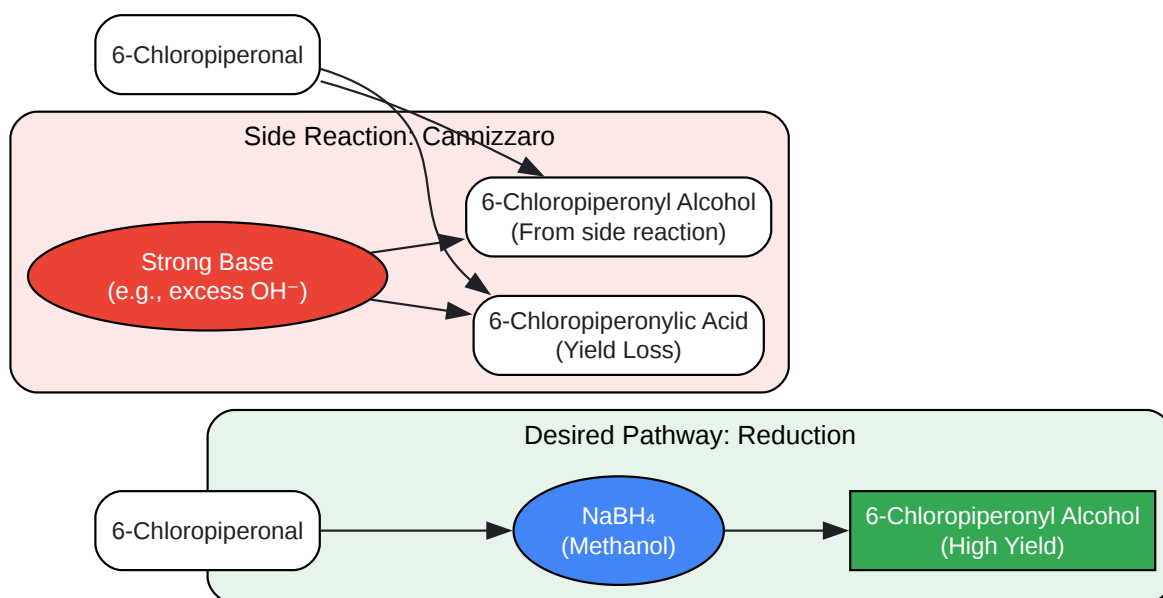 6-Chloropiperonal
Side Reaction: Cannizzaro
6-Chloropiperonyl Alcohol
(From side reaction)
Strong Base
(e.g., excess OH⁻)
6-Chloropiperonylic Acid
(Yield Loss)
Desired Pathway: Reduction
6-Chloropiperonal
NaBH₄
(Methanol)
6-Chloropiperonyl Alcohol
(High Yield)